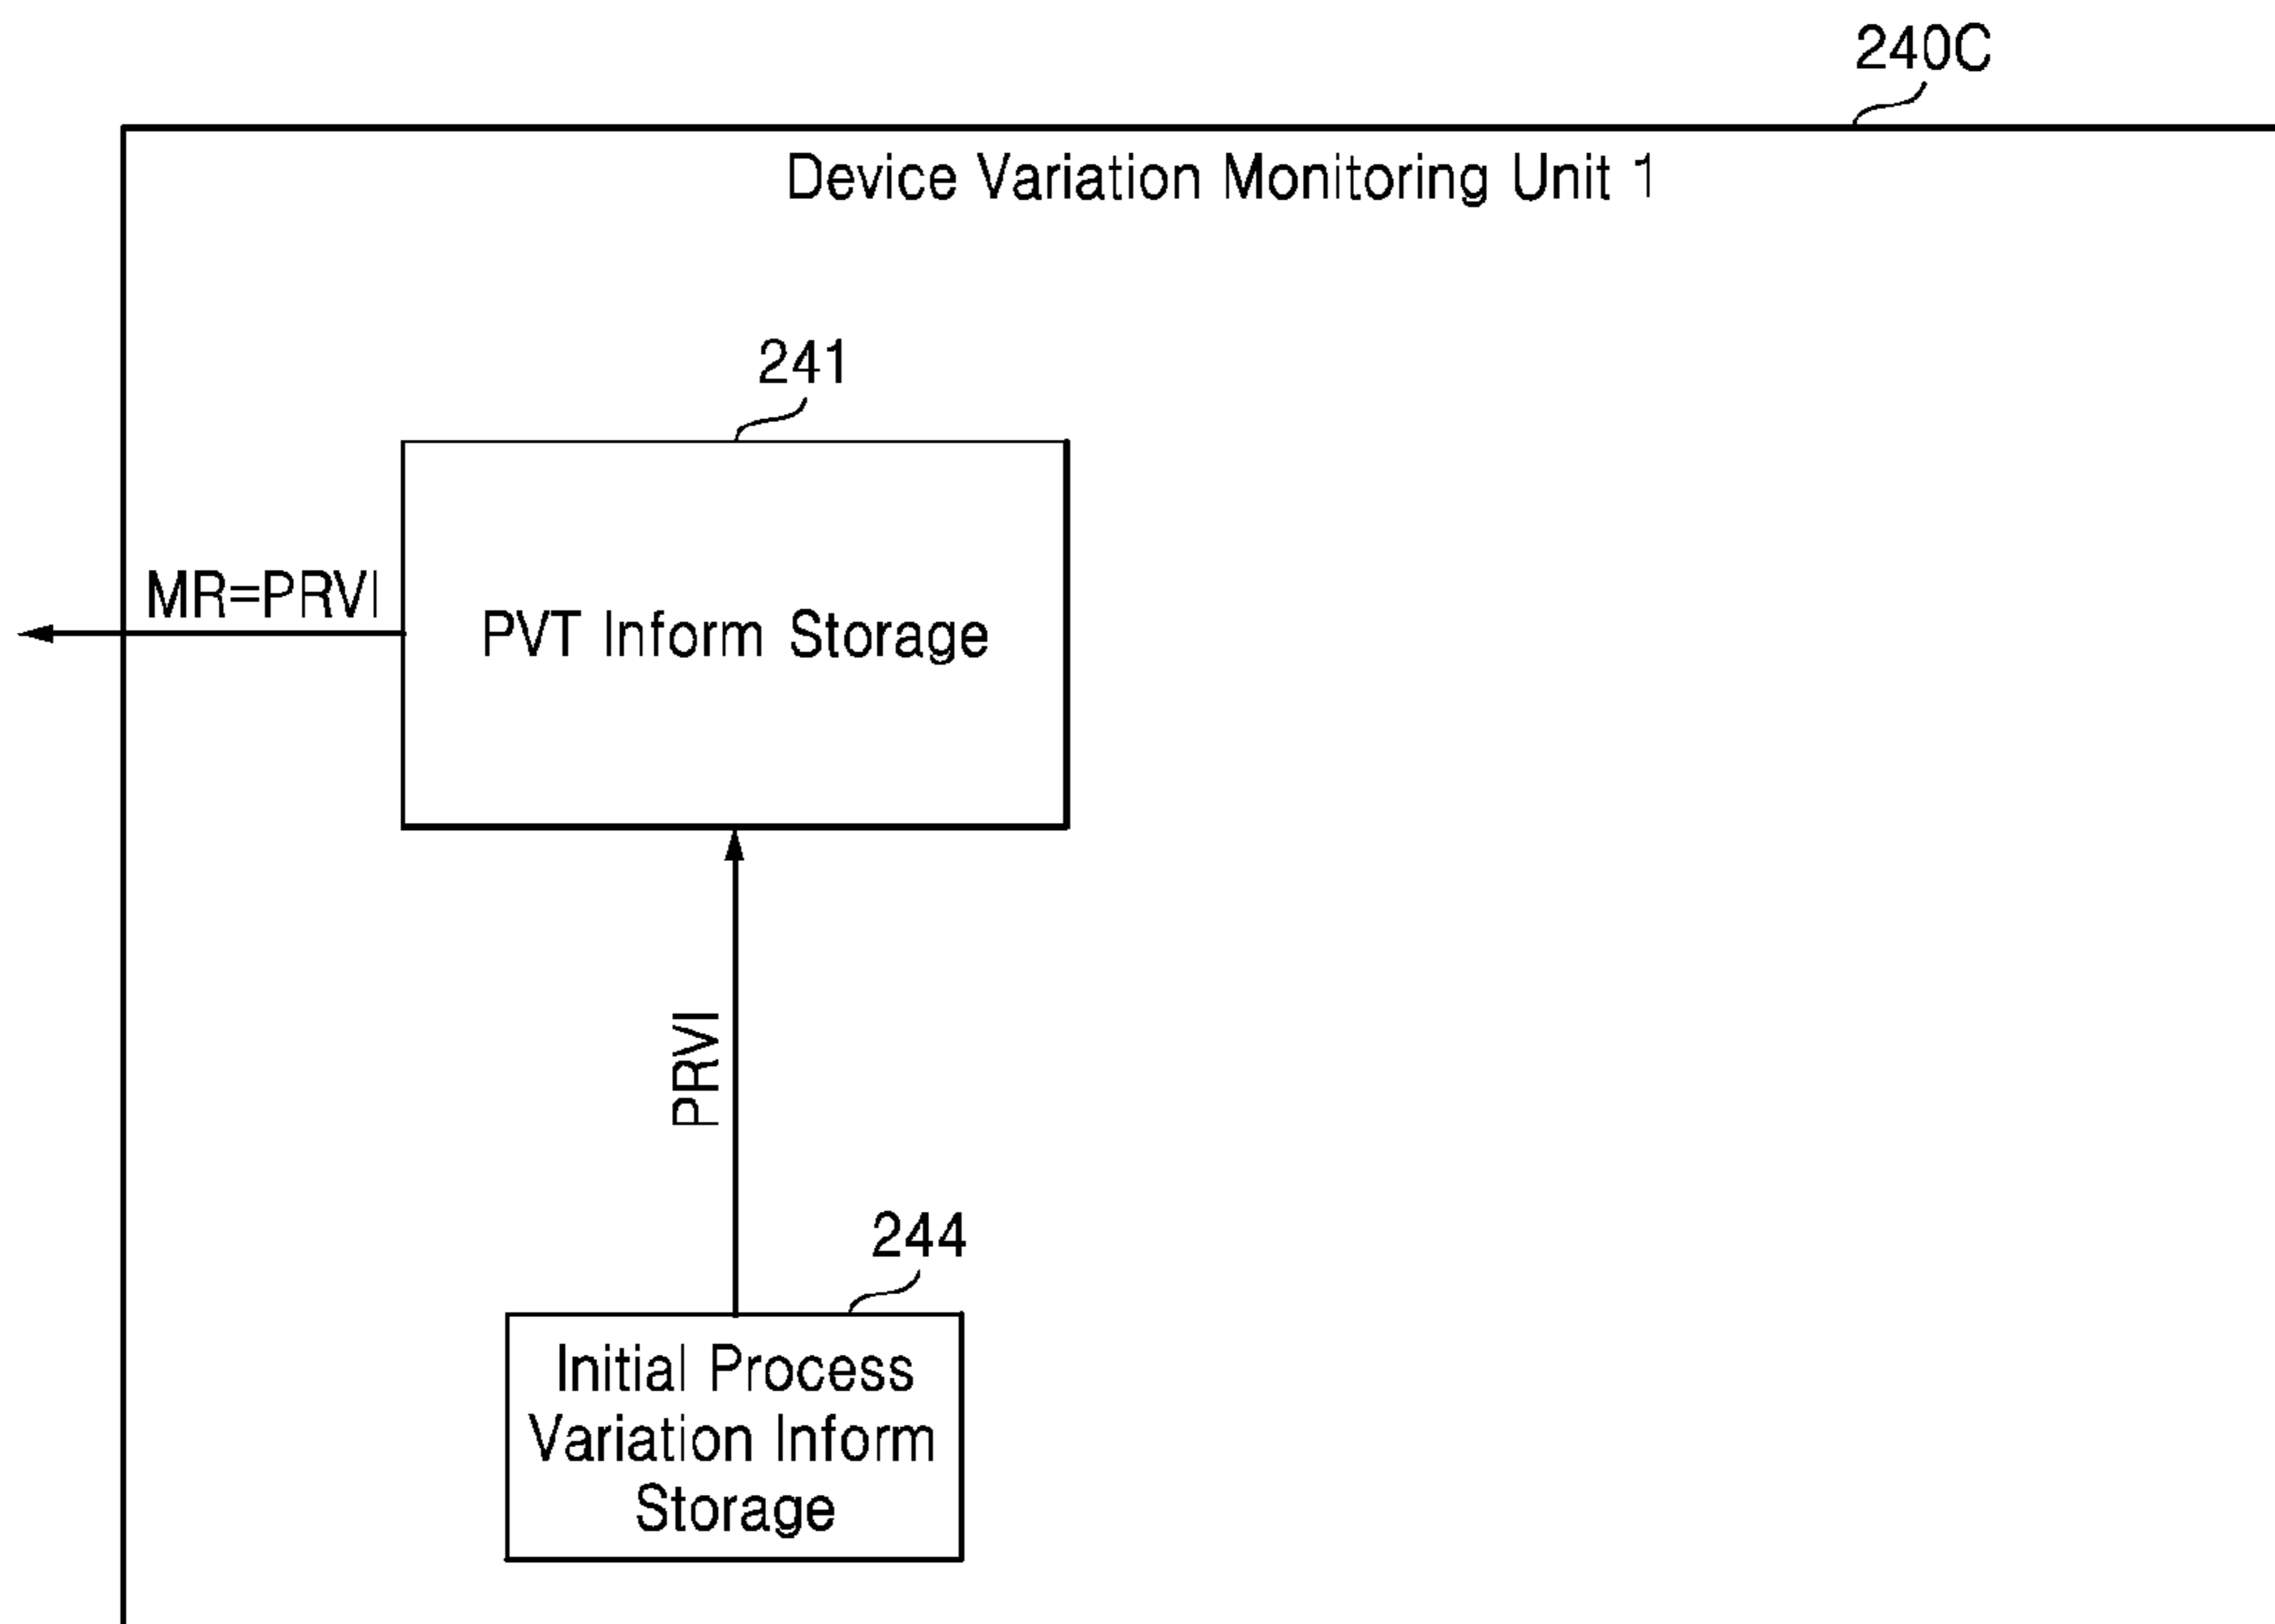 240C
Device Variation Monitoring Unit 1
241
MR=PRVI
PVT Inform Storage
PRVI
244
Initial Process
Variation Inform
Storage